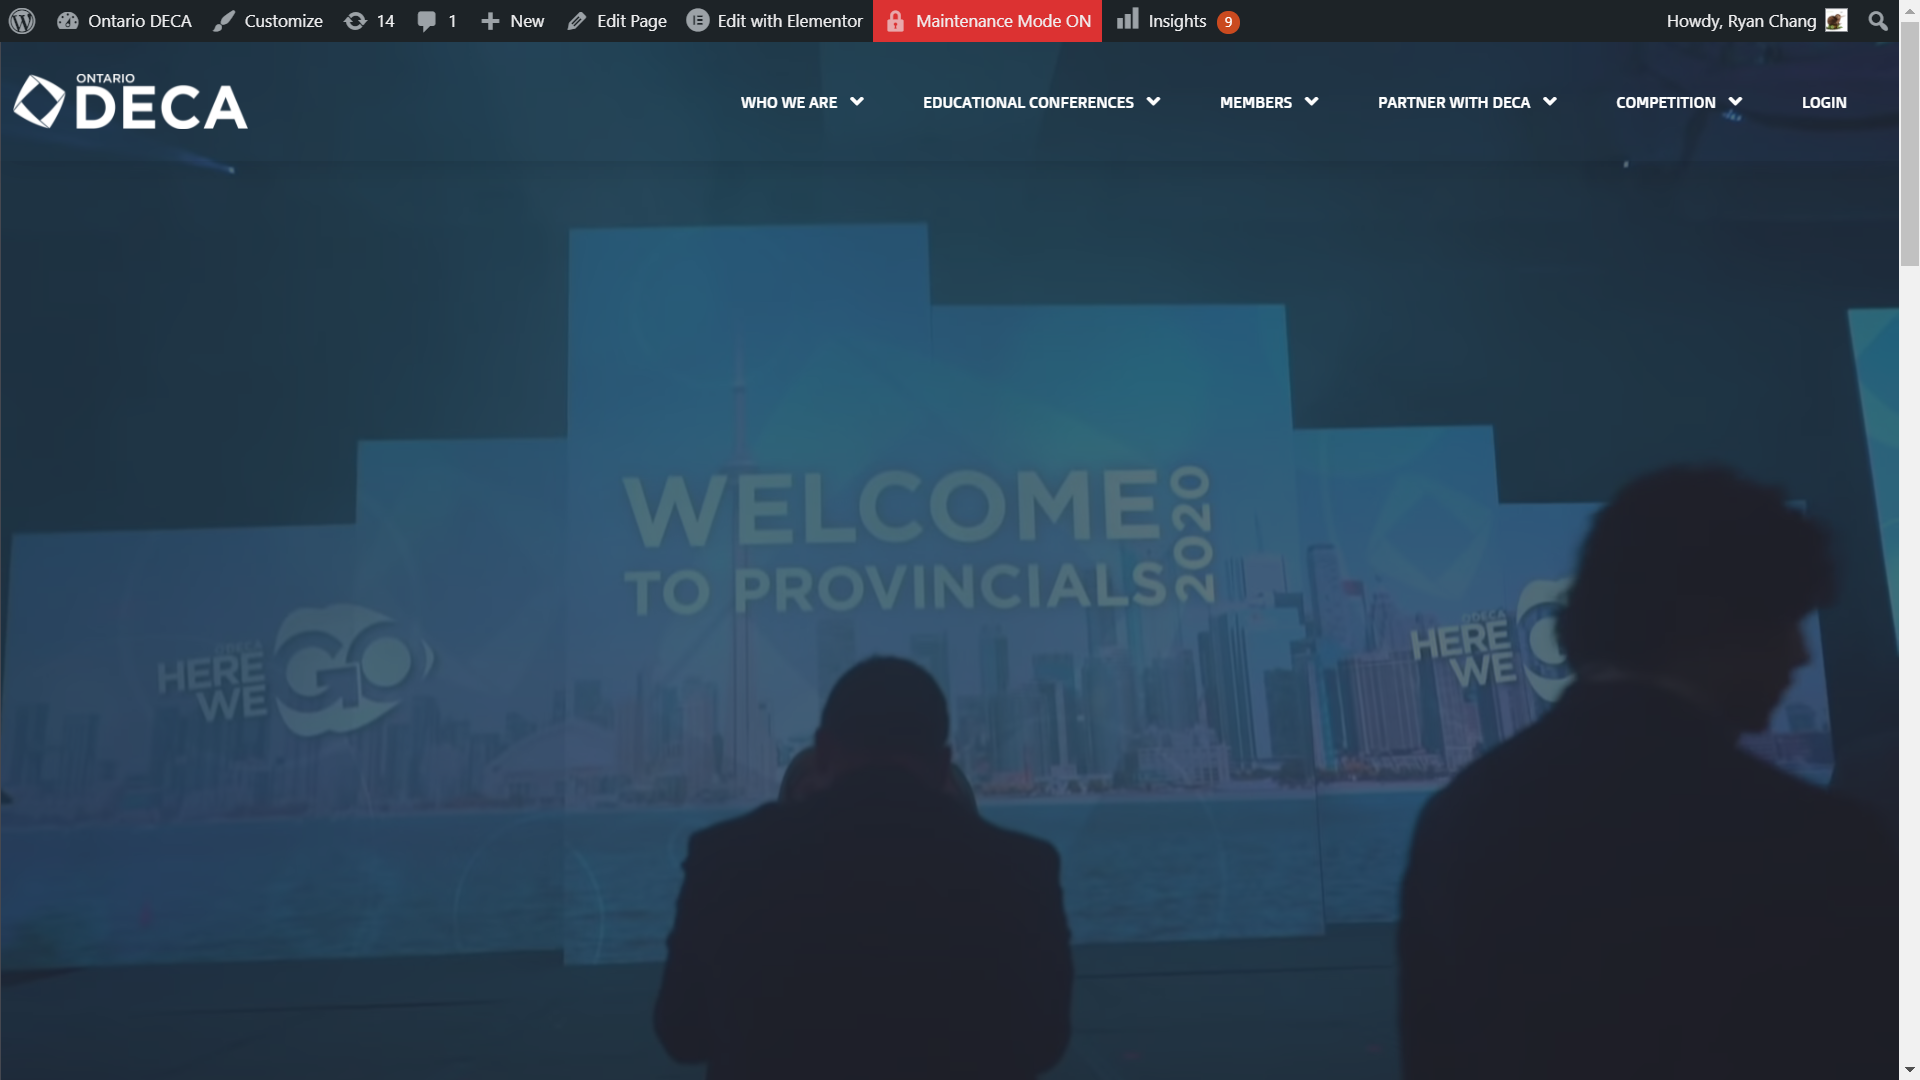 Ontario DECA
Customize
14
1
New
Edit Page
Edit with Elementor
Maintenance Mode ON
Insights
9
Howdy, Ryan Chang
ONTARIO
DECA
WHO WE ARE
EDUCATIONAL CONFERENCES
MEMBERS
PARTNER WITH DECA
COMPETITION
LOGIN
WELCOME
TO PROVINCIALS
2020
ODECA
HERE
WE GO
ODECA
HERE
WE